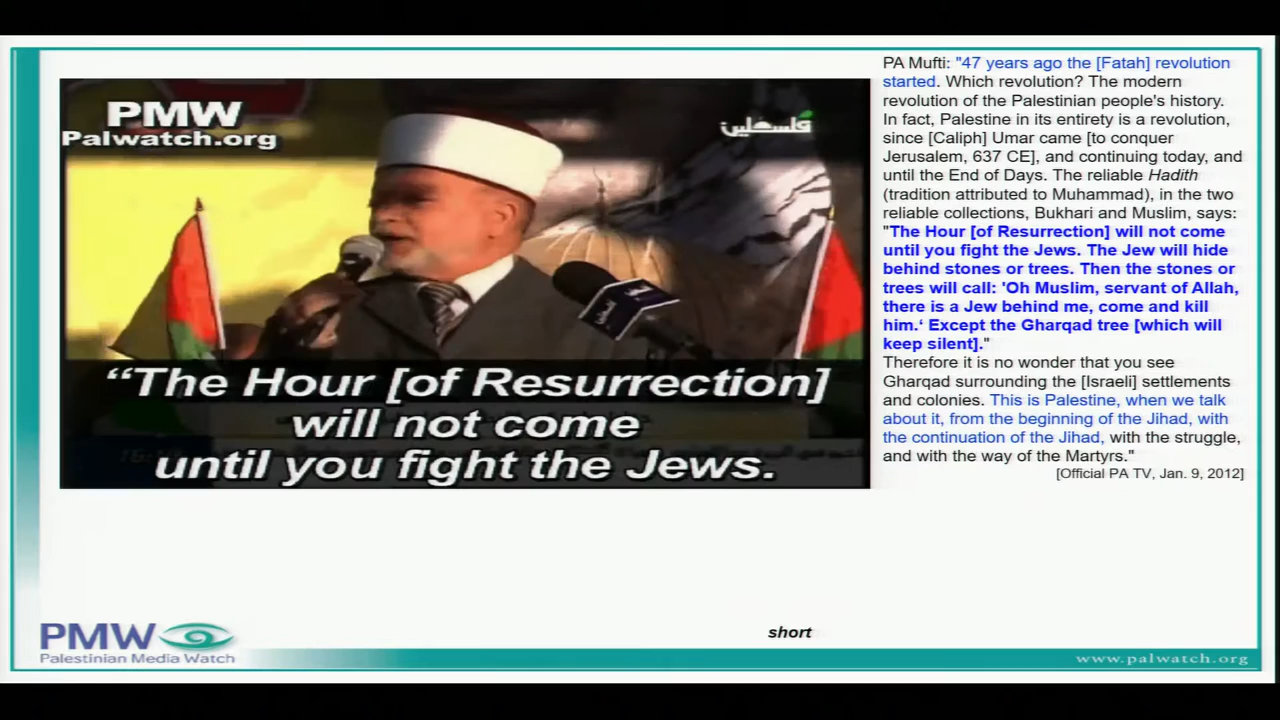 PMW
Palwatch.org
فلسطين
“The Hour [of Resurrection]
will not come
until you fight the Jews.
PA Mufti: "47 years ago the [Fatah] revolution
started. Which revolution? The modern
revolution of the Palestinian people's history.
In fact, Palestine in its entirety is a revolution,
since [Caliph] Umar came [to conquer
Jerusalem, 637 CE], and continuing today, and
until the End of Days. The reliable Hadith
(tradition attributed to Muhammad), in the two
reliable collections, Bukhari and Muslim, says:
"The Hour [of Resurrection] will not come
until you fight the Jews. The Jew will hide
behind stones or trees. Then the stones or
trees will call: 'Oh Muslim, servant of Allah,
there is a Jew behind me, come and kill
him.‘ Except the Gharqad tree [which will
keep silent]."
Therefore it is no wonder that you see
Gharqad surrounding the [Israeli] settlements
and colonies. This is Palestine, when we talk
about it, from the beginning of the Jihad, with
the continuation of the Jihad, with the struggle,
and with the way of the Martyrs."
[Official PA TV, Jan. 9, 2012]
short
PMW
Palestinian Media Watch
www.palwatch.org